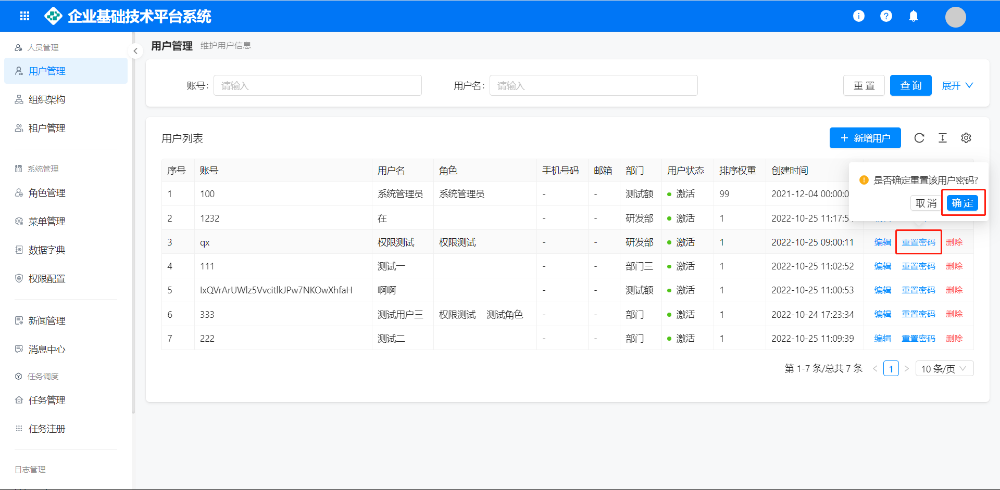 企业基础技术平台系统
人员管理
用户管理
组织架构
租户管理
系统管理
角色管理
菜单管理
数据字典
权限配置
新闻管理
消息中心
任务调度
任务管理
任务注册
日志管理
用户管理 维护用户信息
账号: 请输入 用户名: 请输入 重 置 查 询 展开
用户列表 新增用户
序号 账号 用户名 角色 手机号码 邮箱 部门 用户状态 排序权重 创建时间
是否确定重置该用户密码?
取 消 确 定
1 100 系统管理员 系统管理员 - - 测试额 激活 99 2021-12-04 00:00:0
2 1232 在 - - 研发部 激活 1 2022-10-25 11:17:5
3 qx 权限测试 权限测试 - - 研发部 激活 1 2022-10-25 09:00:11 编辑 重置密码 删除
4 111 测试一 - - 部门三 激活 1 2022-10-25 11:02:52 编辑 重置密码 删除
5 IxQVrArUWlz5VvcitlkJPw7NKOwXhfaH 啊啊 - - 测试额 激活 1 2022-10-25 11:00:53 编辑 重置密码 删除
6 333 测试用户三 权限测试 测试角色 - - 部门 激活 1 2022-10-24 17:23:34 编辑 重置密码 删除
7 222 测试二 - - 部门 激活 1 2022-10-25 11:09:39 编辑 重置密码 删除
第 1-7 条/总共 7 条 < 1 > 10 条/页